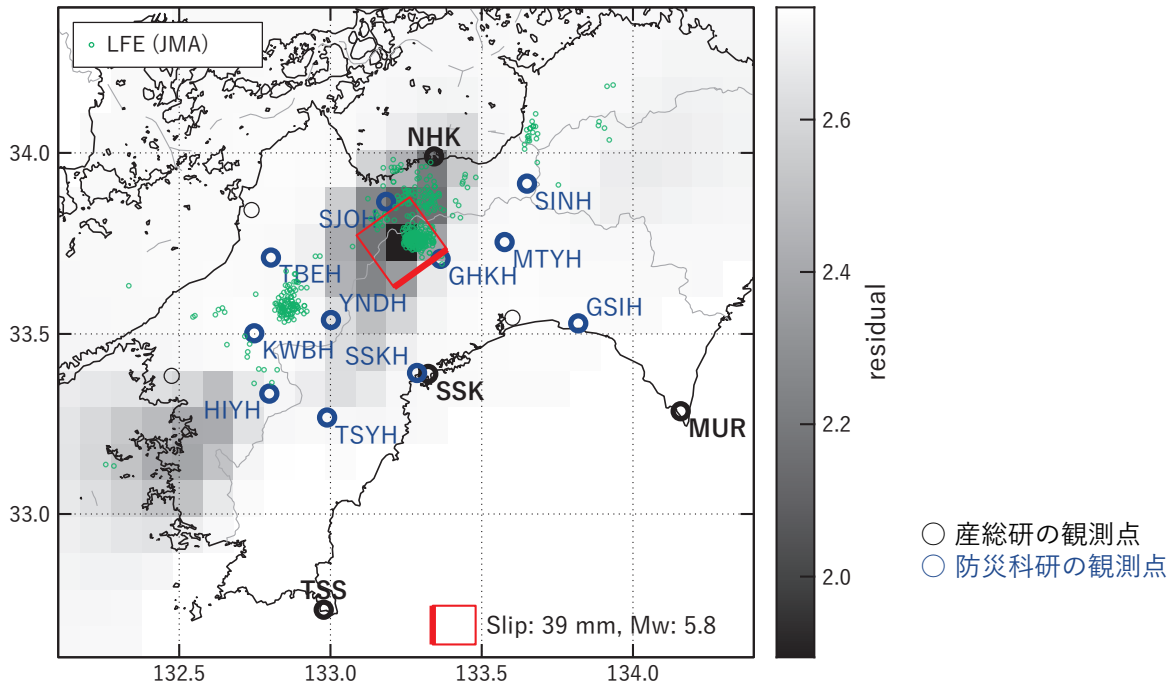 LFE (JMA)
34.0
33.5
33.0
132.5
133.0
133.5
134.0
NHK
SJOH
SINH
MTYH
GHKH
TBEH
YNDH
GSIH
KWBH
SSKH
SSK
HIYH
TSYH
MUR
TSS
Slip: 39 mm, Mw: 5.8
2.6
2.4
2.2
2.0
residual
産総研の観測点
防災科研の観測点